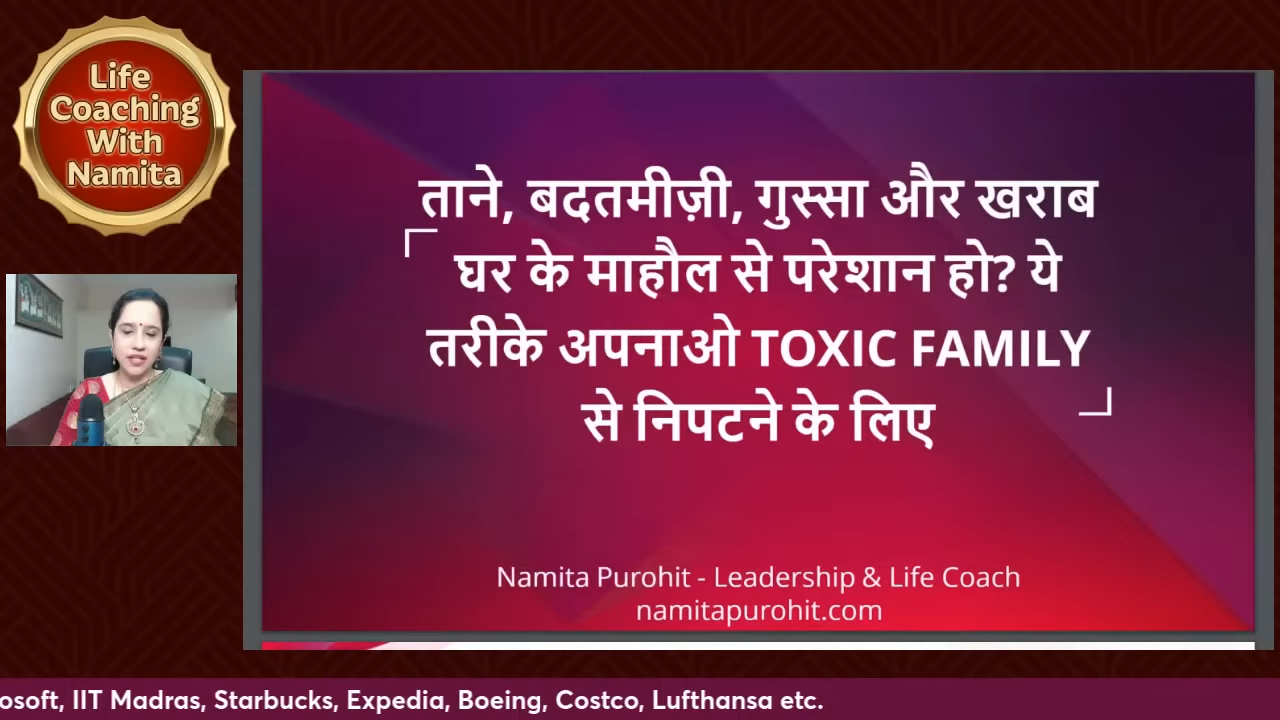 Life
Coaching
With
Namita
ताने, बदतमीज़ी, गुस्सा और खराब
घर के माहौल से परेशान हो? ये
तरीके अपनाओ TOXIC FAMILY
से निपटने के लिए
Namita Purohit - Leadership & Life Coach
namitapurohit.com
osoft, IIT Madras, Starbucks, Expedia, Boeing, Costco, Lufthansa etc.